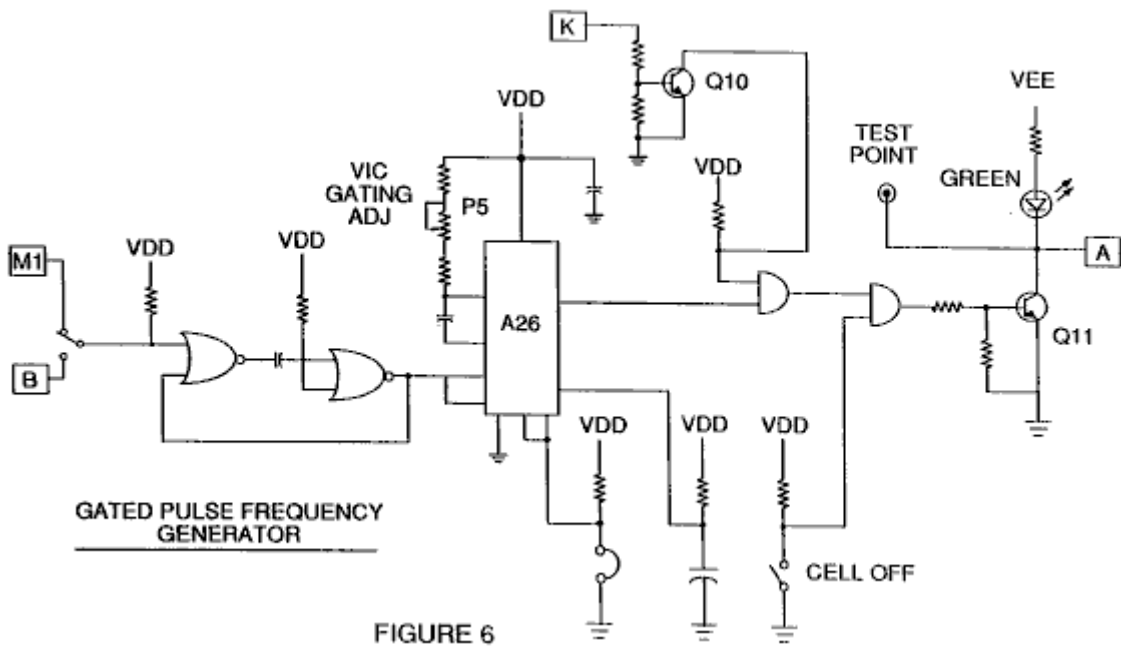 K
Q10
VDD
VEE
TEST
POINT
VDD
GREEN
VIC
GATING
ADJ
P5
M1
VDD
VDD
A
A26
Q11
B
VDD
VDD
VDD
GATED PULSE FREQUENCY
GENERATOR
CELL OFF
FIGURE 6